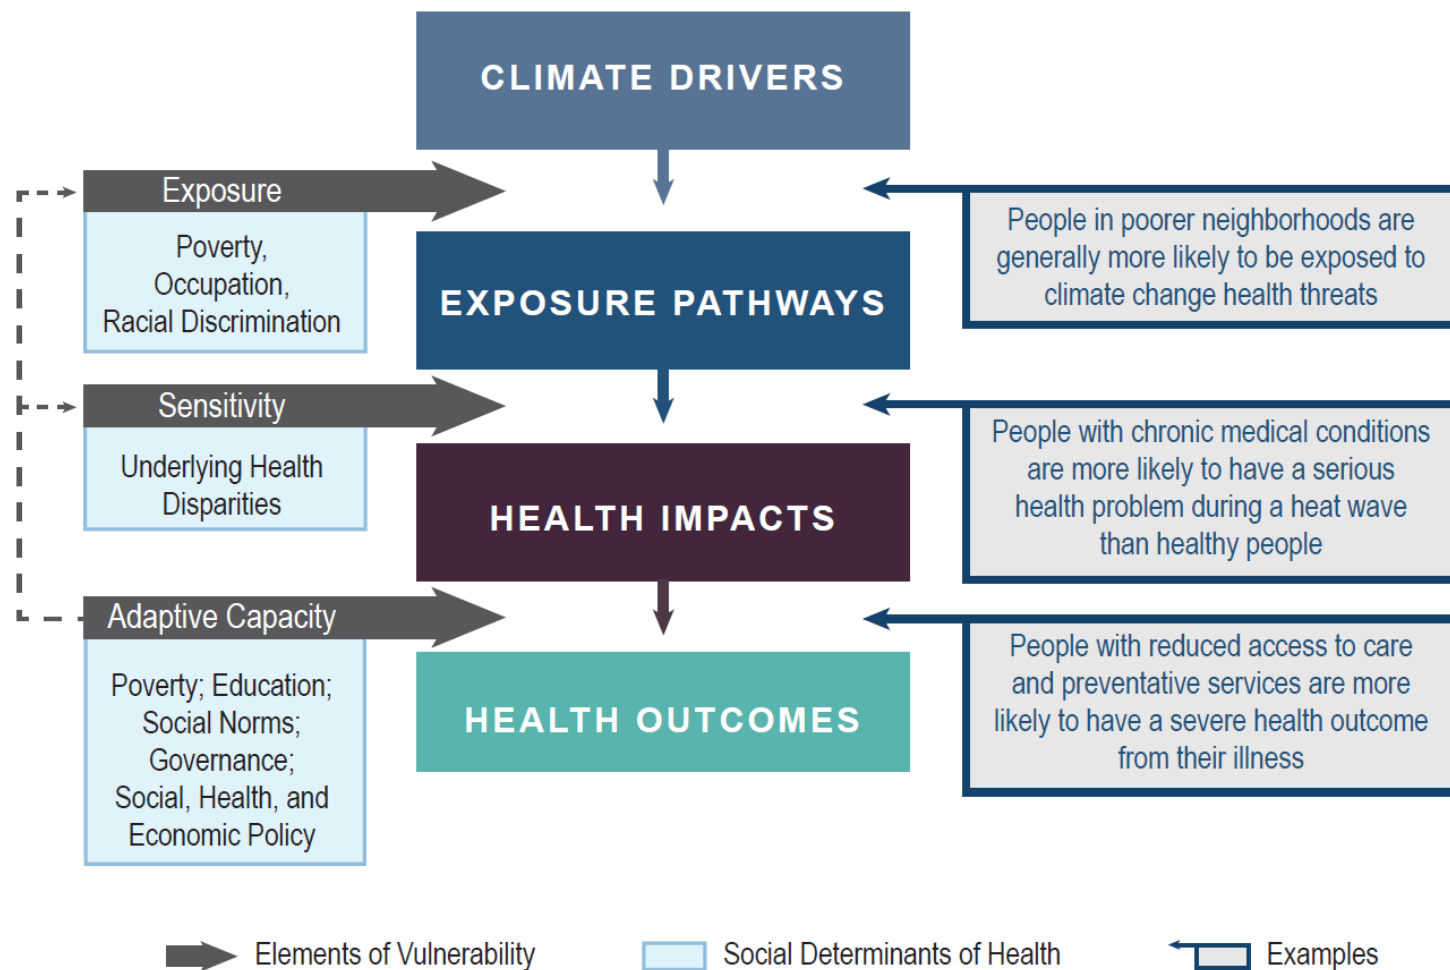 CLIMATE DRIVERS
Exposure
Poverty,
Occupation,
Racial Discrimination
People in poorer neighborhoods are
generally more likely to be exposed to
climate change health threats
EXPOSURE PATHWAYS
Sensitivity
Underlying Health
Disparities
People with chronic medical conditions
are more likely to have a serious
health problem during a heat wave
than healthy people
HEALTH IMPACTS
Adaptive Capacity
Poverty; Education;
Social Norms;
Governance;
Social, Health, and
Economic Policy
People with reduced access to care
and preventative services are more
likely to have a severe health outcome
from their illness
HEALTH OUTCOMES
Elements of Vulnerability
Social Determinants of Health
Examples